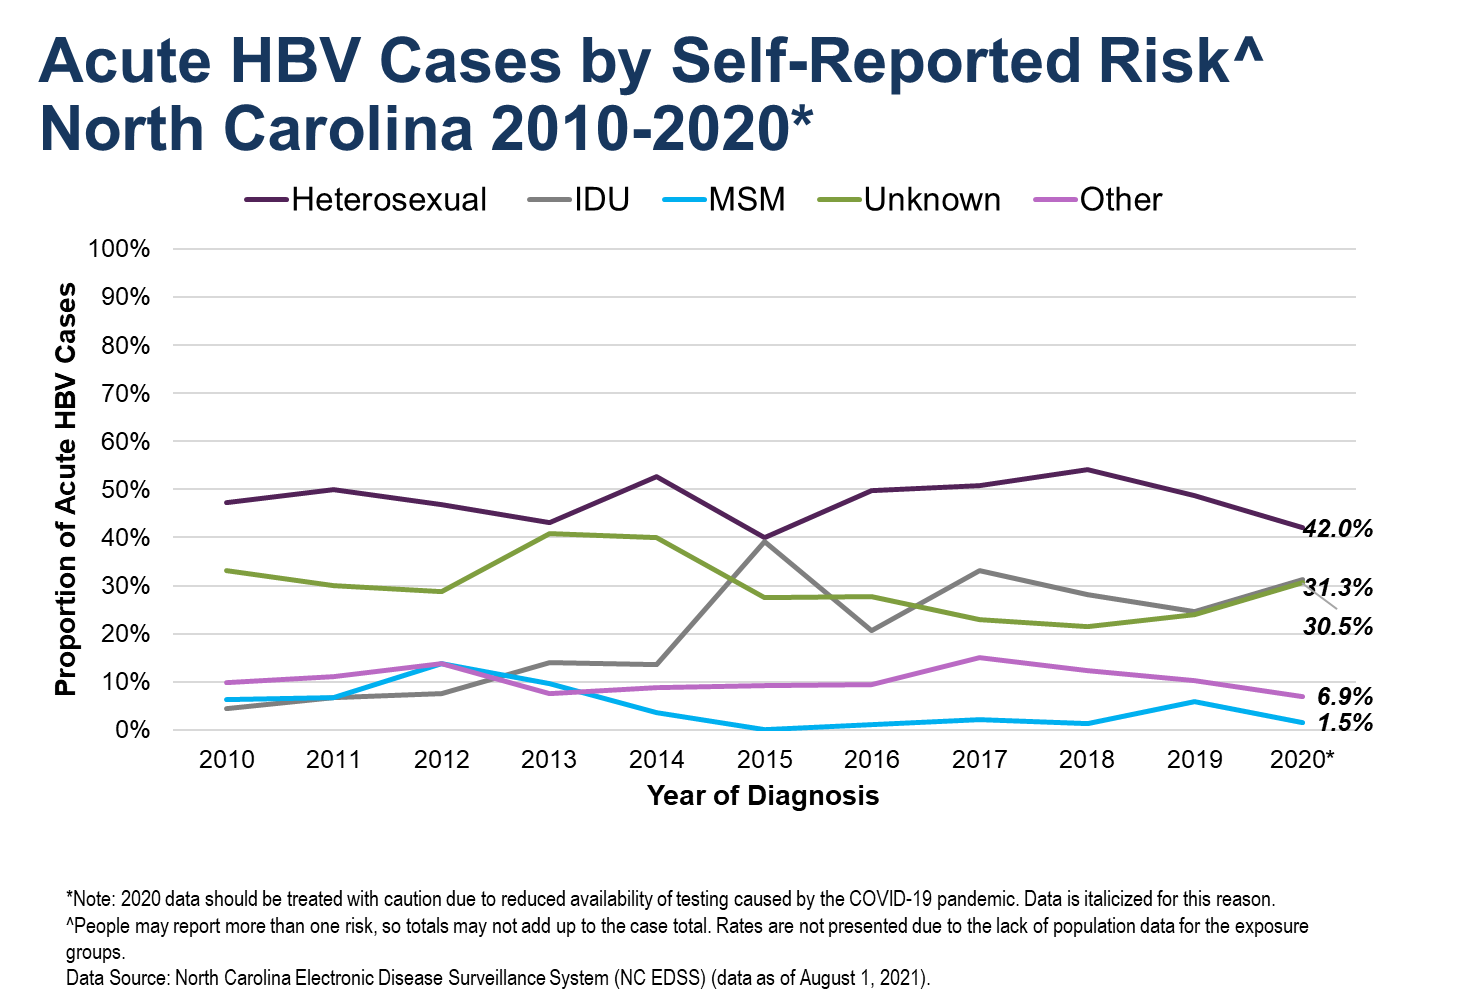 Acute HBV Cases by Self-Reported Risk^
North Carolina 2010-2020*
Heterosexual IDU MSM Unknown Other
Proportion of Acute HBV Cases
100%
90%
80%
70%
60%
50%
40%
30%
20%
10%
0%
42.0%
31.3%
30.5%
6.9%
1.5%
2010 2011 2012 2013 2014 2015 2016 2017 2018 2019 2020*
Year of Diagnosis
*Note: 2020 data should be treated with caution due to reduced availability of testing caused by the COVID-19 pandemic. Data is italicized for this reason.
^People may report more than one risk, so totals may not add up to the case total. Rates are not presented due to the lack of population data for the exposure
groups.
Data Source: North Carolina Electronic Disease Surveillance System (NC EDSS) (data as of August 1, 2021).